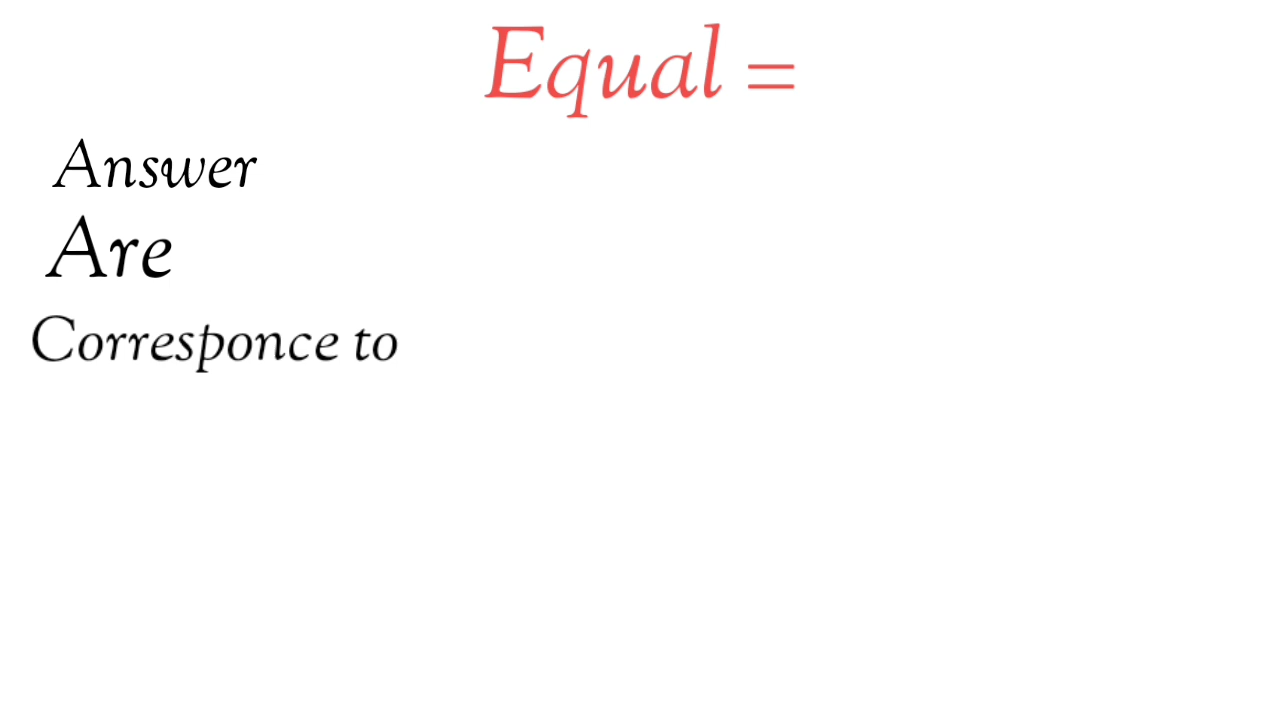 Equal =
Answer
Are
Corresponce to